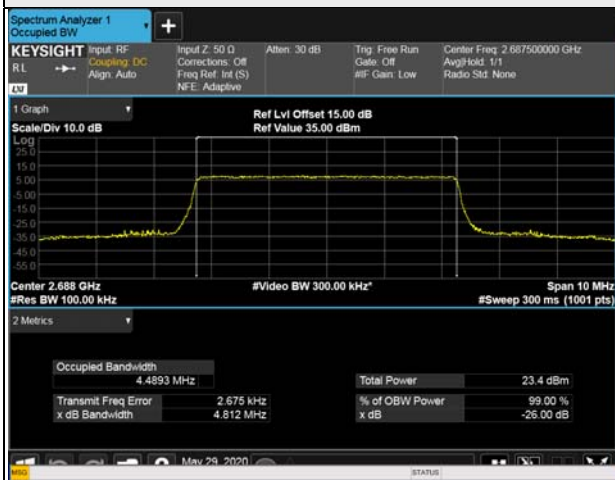 Spectrum Analyzer 1
Occupied BW
+
KEYSIGHT
RL
LXI
Input: RF
Coupling: DC
Align: Auto
Input Z: 50 Ω
Corrections: Off
Freq Ref: Int (S)
NFE: Adaptive
Atten: 30 dB
Trig: Free Run
Gate: Off
#IF Gain: Low
Center Freq: 2.687500000 GHz
Avg|Hold: 1/1
Radio Std: None
1 Graph
Scale/Div 10.0 dB
Ref Lvl Offset 15.00 dB
Ref Value 35.00 dBm
Log
25.0
15.0
5.00
-5.00
-15.0
-25.0
-35.0
-45.0
-55.0
Center 2.688 GHz
#Res BW 100.00 kHz
#Video BW 300.00 kHz*
Span 10 MHz
#Sweep 300 ms (1001 pts)
2 Metrics
Occupied Bandwidth
4.4893 MHz
Transmit Freq Error 2.675 kHz
x dB Bandwidth 4.812 MHz
Total Power 23.4 dBm
% of OBW Power 99.00 %
x dB -26.00 dB
May 29, 2020
MSG
STATUS